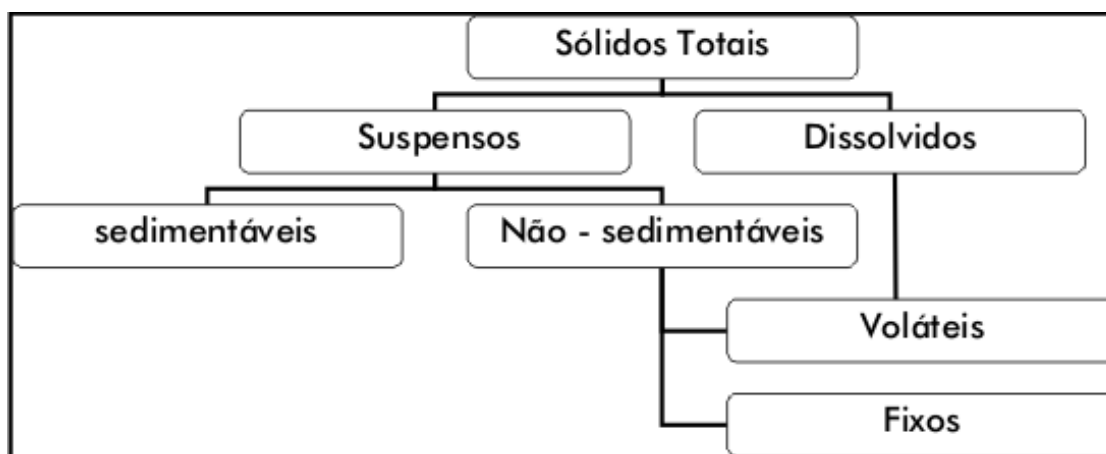 Sólidos Totais
Suspensos
Dissolvidos
sedimentáveis
Não - sedimentáveis
Voláteis
Fixos